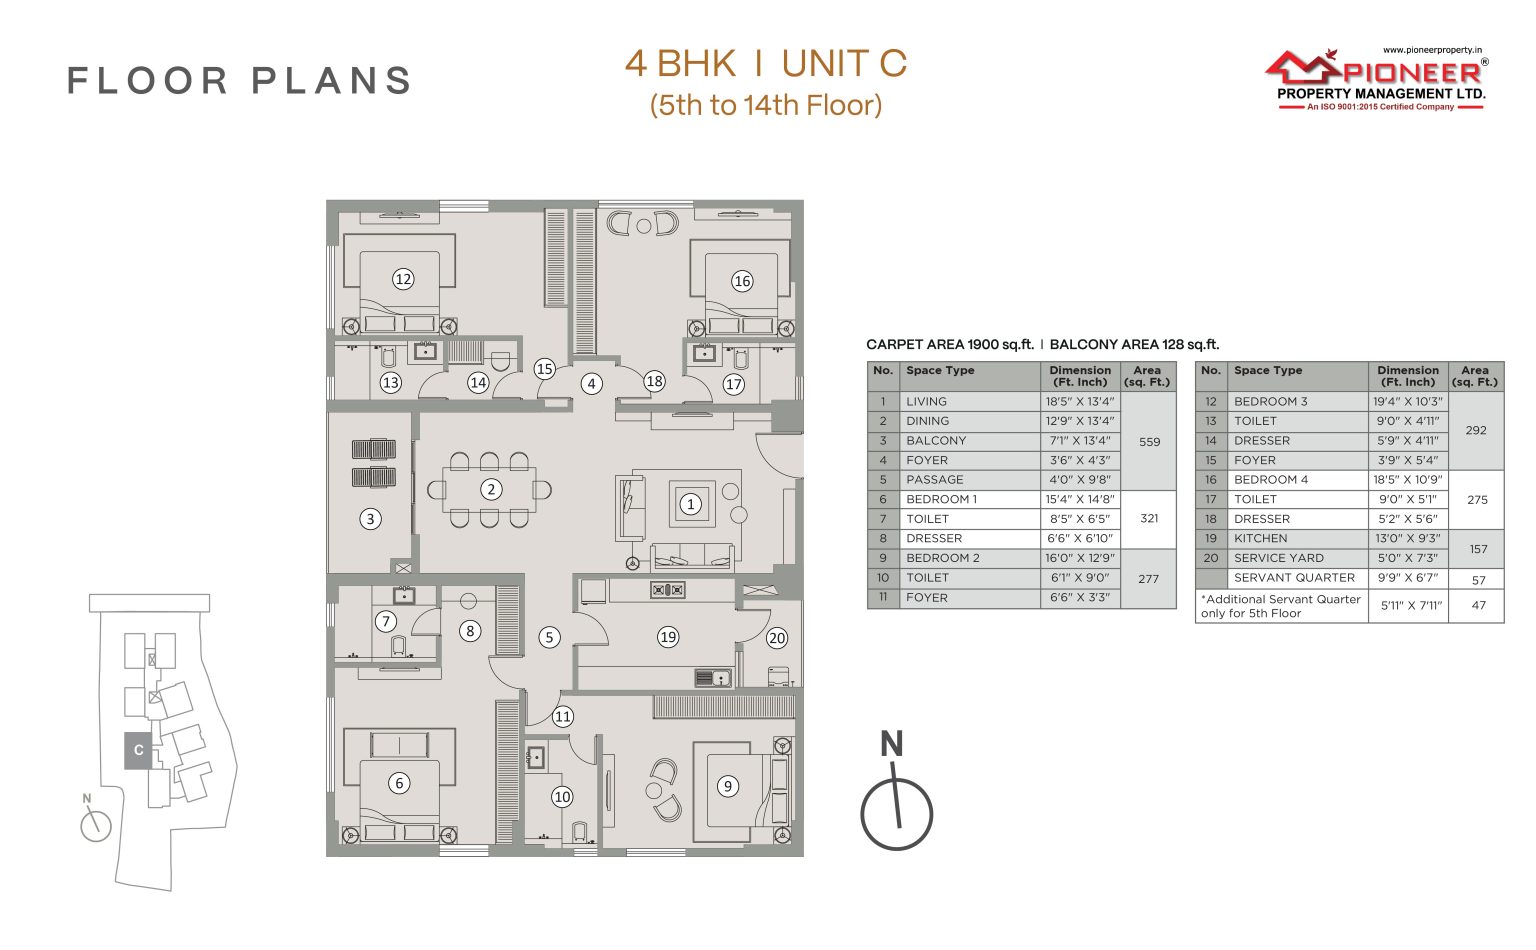 FLOOR PLANS
4 BHK | UNIT C
(5th to 14th Floor)
www.pioneerproperty.in
PIONEER®
PROPERTY MANAGEMENT LTD.
An ISO 9001:2015 Certified Company
12
16
13
14
15
4
18
17
3
2
1
7
8
5
19
20
11
6
10
9
C
N
N
CARPET AREA 1900 sq.ft. | BALCONY AREA 128 sq.ft.
No. Space Type Dimension (Ft. Inch) Area (sq. Ft.)
1 LIVING 18'5" X 13'4"
2 DINING 12'9" X 13'4"
3 BALCONY 7'1" X 13'4" 559
4 FOYER 3'6" X 4'3"
5 PASSAGE 4'0" X 9'8"
6 BEDROOM 1 15'4" X 14'8"
7 TOILET 8'5" X 6'5" 321
8 DRESSER 6'6" X 6'10"
9 BEDROOM 2 16'0" X 12'9"
10 TOILET 6'1" X 9'0" 277
11 FOYER 6'6" X 3'3"
No. Space Type Dimension (Ft. Inch) Area (sq. Ft.)
12 BEDROOM 3 19'4" X 10'3"
13 TOILET 9'0" X 4'11" 292
14 DRESSER 5'9" X 4'11"
15 FOYER 3'9" X 5'4"
16 BEDROOM 4 18'5" X 10'9"
17 TOILET 9'0" X 5'1" 275
18 DRESSER 5'2" X 5'6"
19 KITCHEN 13'0" X 9'3" 157
20 SERVICE YARD 5'0" X 7'3"
SERVANT QUARTER 9'9" X 6'7" 57
*Additional Servant Quarter
only for 5th Floor 5'11" X 7'11" 47